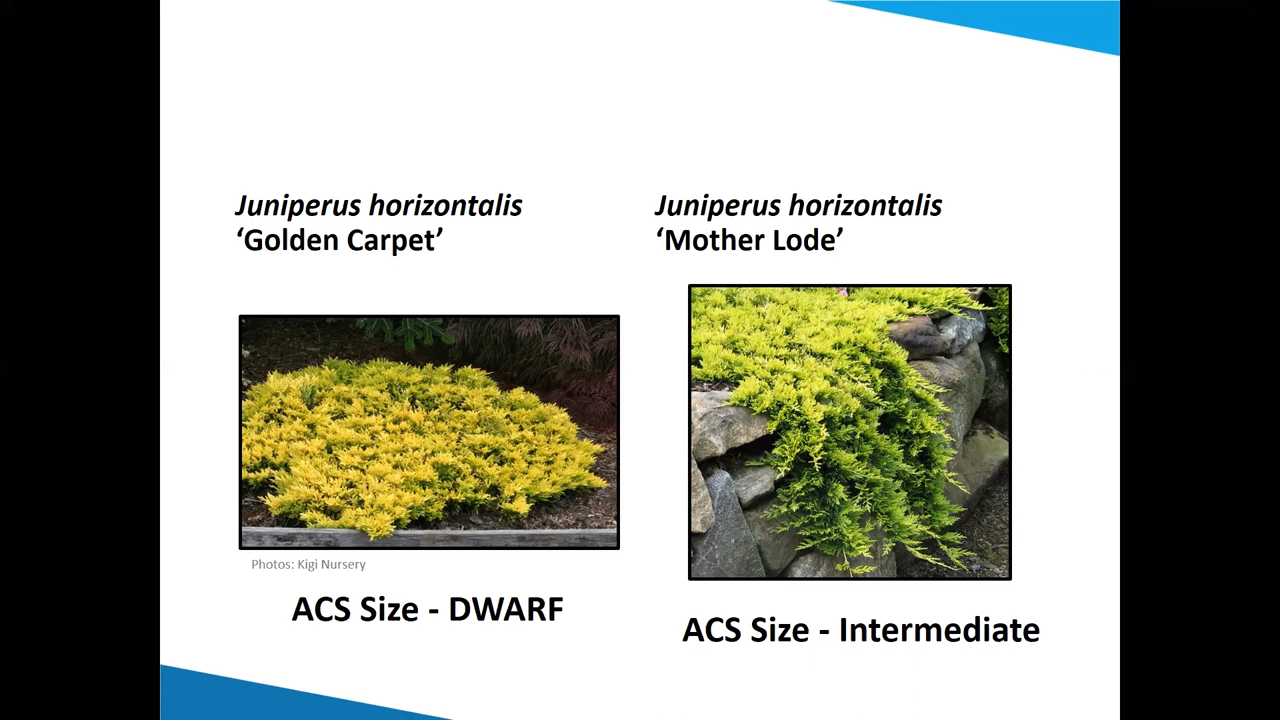 Juniperus horizontalis
‘Golden Carpet’
Juniperus horizontalis
‘Mother Lode’
Photos: Kigi Nursery
ACS Size - DWARF
ACS Size - Intermediate